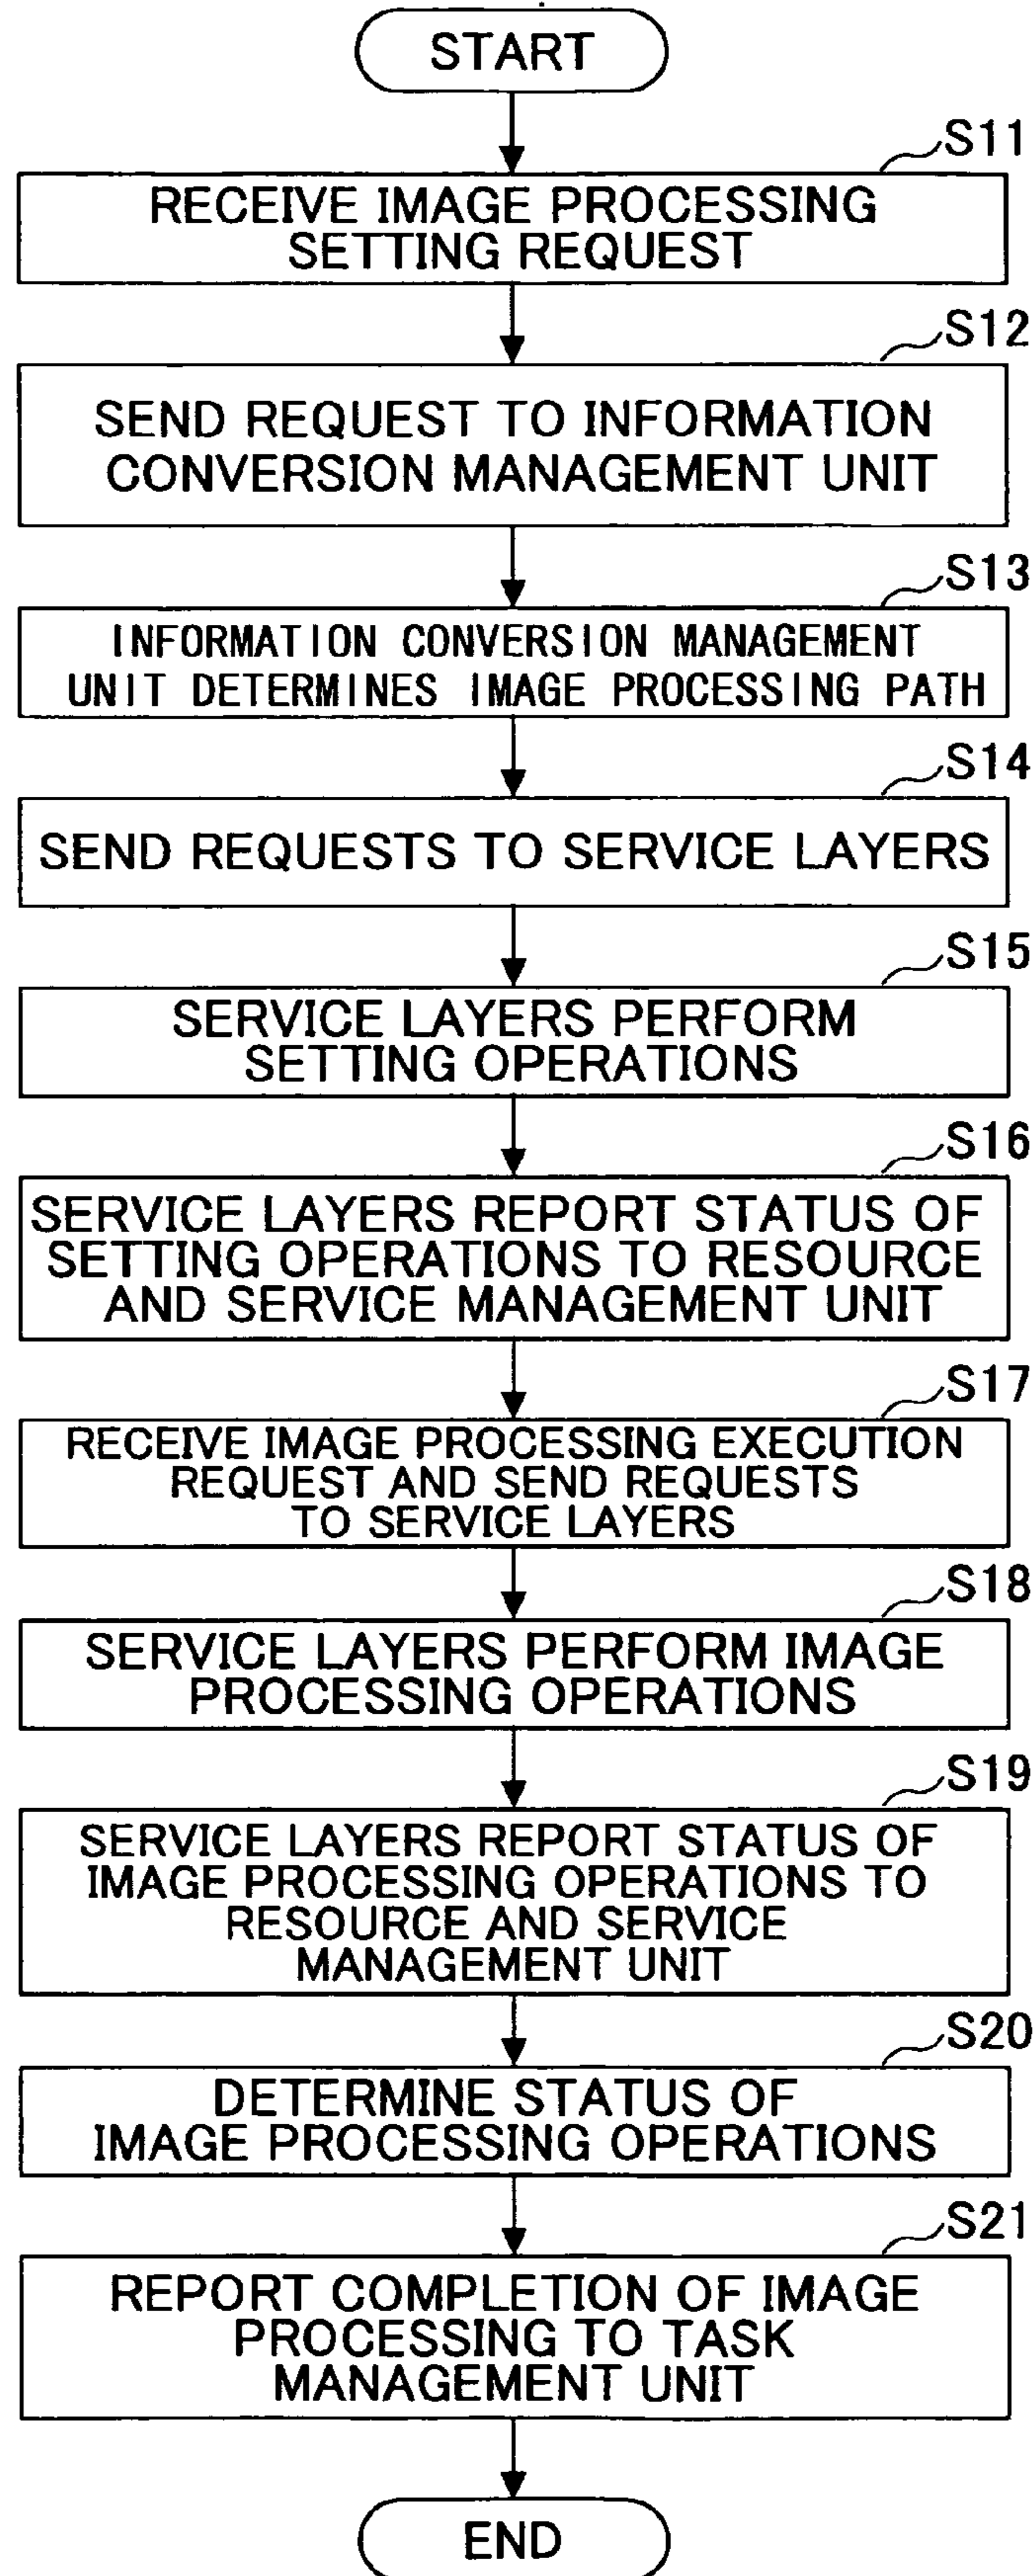 START
S11
RECEIVE IMAGE PROCESSING
SETTING REQUEST
S12
SEND REQUEST TO INFORMATION
CONVERSION MANAGEMENT UNIT
S13
INFORMATION CONVERSION MANAGEMENT
UNIT DETERMINES IMAGE PROCESSING PATH
S14
SEND REQUESTS TO SERVICE LAYERS
S15
SERVICE LAYERS PERFORM
SETTING OPERATIONS
S16
SERVICE LAYERS REPORT STATUS OF
SETTING OPERATIONS TO RESOURCE
AND SERVICE MANAGEMENT UNIT
S17
RECEIVE IMAGE PROCESSING EXECUTION
REQUEST AND SEND REQUESTS
TO SERVICE LAYERS
S18
SERVICE LAYERS PERFORM IMAGE
PROCESSING OPERATIONS
S19
SERVICE LAYERS REPORT STATUS OF
IMAGE PROCESSING OPERATIONS TO
RESOURCE AND SERVICE
MANAGEMENT UNIT
S20
DETERMINE STATUS OF
IMAGE PROCESSING OPERATIONS
S21
REPORT COMPLETION OF IMAGE
PROCESSING TO TASK
MANAGEMENT UNIT
END